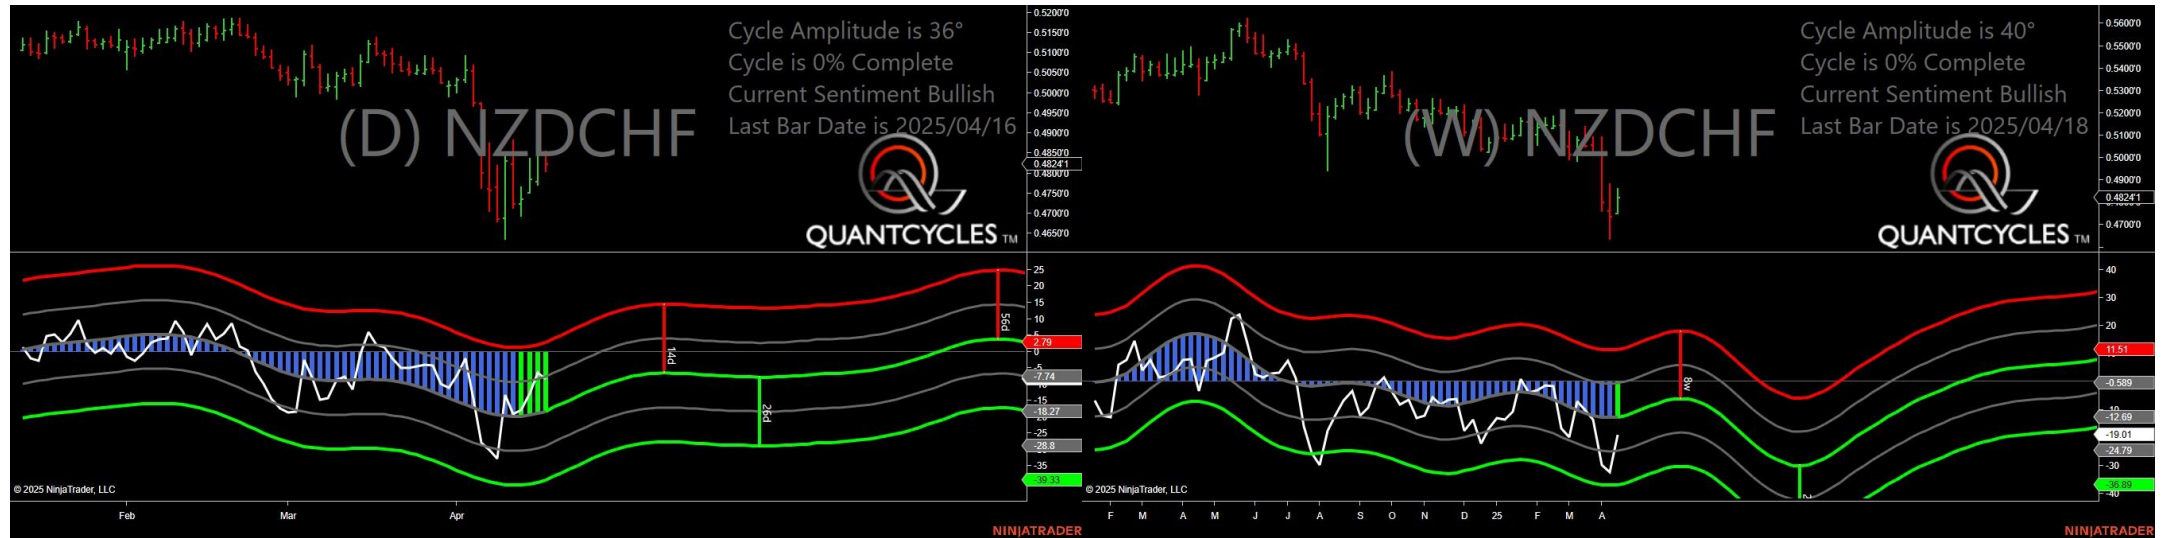 Cycle Amplitude is 36°
Cycle is 0% Complete
Current Sentiment Bullish
Last Bar Date is 2025/04/16
(D) NZDCHF
QUANTCYCLES TM
0.5200'0
0.5150'0
0.5100'0
0.5050'0
0.5000'0
0.4950'0
0.4900'0
0.4850'0
0.4824'1
0.4800'0
0.4750'0
0.4700'0
0.4650'0
14d
26d
56d
25
20
15
10
5
2.79
0
-5
-7.74
-15
-18.27
-25
-28.8
-35
-39.33
© 2025 NinjaTrader, LLC
Feb
Mar
Apr
NINJATRADER
Cycle Amplitude is 40°
Cycle is 0% Complete
Current Sentiment Bullish
Last Bar Date is 2025/04/18
(W) NZDCHF
QUANTCYCLES TM
0.5600'0
0.5500'0
0.5400'0
0.5300'0
0.5200'0
0.5100'0
0.5000'0
0.4900'0
0.4824'1
0.4700'0
8w
40
30
20
11.51
-0.589
-12.69
-19.01
-24.79
-30
-36.89
-40
© 2025 NinjaTrader, LLC
F
M
A
M
J
J
A
S
O
N
D
25
F
M
A
NINJATRADER